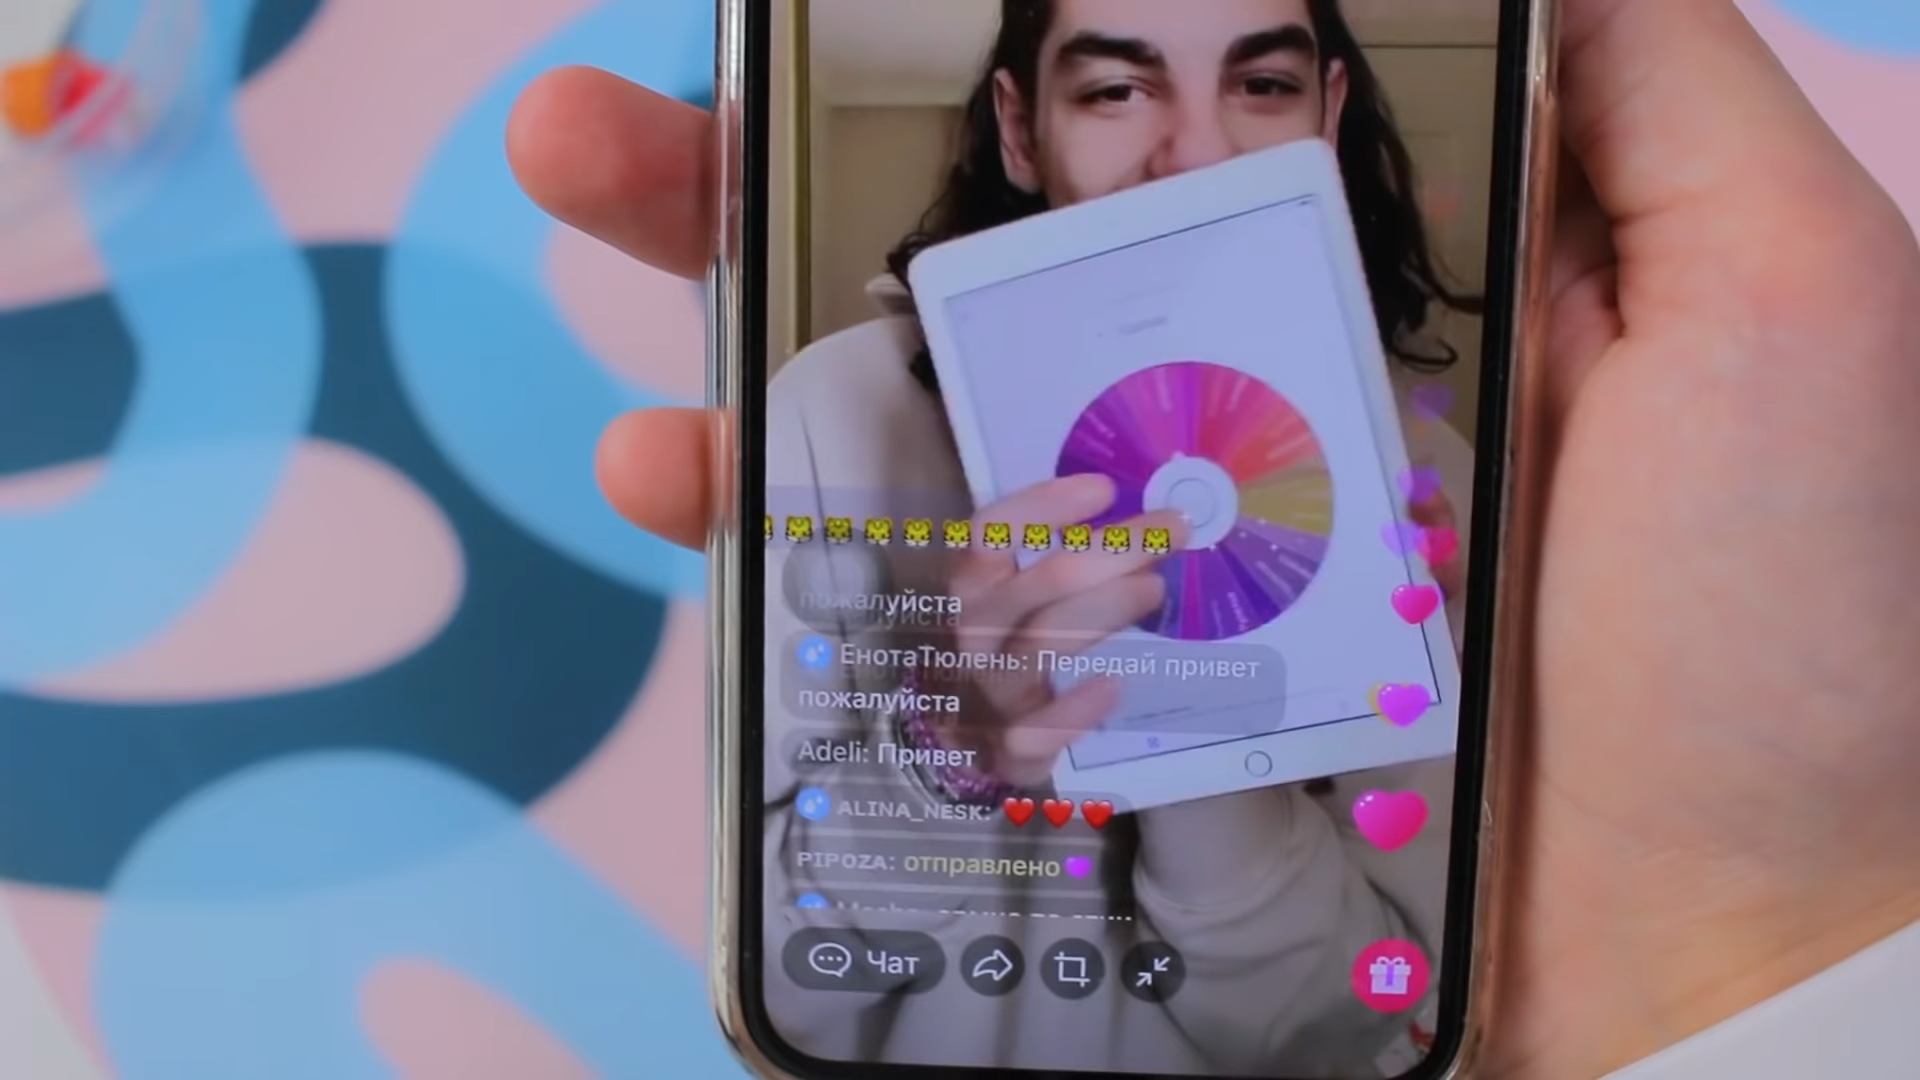 пожалуйста
ЕнотаТюлень: Передай привет
пожалуйста
Adeli: Привет
ALINA_NESK: ❤️❤️❤️
PIPOZA: отправлено💜
Чат